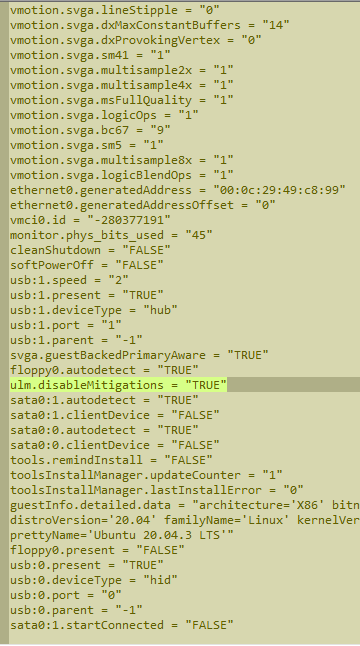 vmotion.svga.lineStipple = "0"
vmotion.svga.dxMaxConstantBuffers = "14"
vmotion.svga.dxProvokingVertex = "0"
vmotion.svga.sm41 = "1"
vmotion.svga.multisample2x = "1"
vmotion.svga.multisample4x = "1"
vmotion.svga.msFullQuality = "1"
vmotion.svga.logicOps = "1"
vmotion.svga.bc67 = "9"
vmotion.svga.sm5 = "1"
vmotion.svga.multisample8x = "1"
vmotion.svga.logicBlendOps = "1"
ethernet0.generatedAddress = "00:0c:29:49:c8:99"
ethernet0.generatedAddressOffset = "0"
vmci0.id = "-280377191"
monitor.phys_bits_used = "45"
cleanShutdown = "FALSE"
softPowerOff = "FALSE"
usb:1.speed = "2"
usb:1.present = "TRUE"
usb:1.deviceType = "hub"
usb:1.port = "1"
usb:1.parent = "-1"
svga.guestBackedPrimaryAware = "TRUE"
floppy0.autodetect = "TRUE"
ulm.disableMitigations = "TRUE"
sata0:1.autodetect = "TRUE"
sata0:1.clientDevice = "FALSE"
sata0:0.autodetect = "TRUE"
sata0:0.clientDevice = "FALSE"
tools.remindInstall = "FALSE"
toolsInstallManager.updateCounter = "1"
toolsInstallManager.lastInstallError = "0"
guestInfo.detailed.data = "architecture='X86' bitn
distroVersion='20.04' familyName='Linux' kernelVer
prettyName='Ubuntu 20.04.3 LTS'"
floppy0.present = "FALSE"
usb:0.present = "TRUE"
usb:0.deviceType = "hid"
usb:0.port = "0"
usb:0.parent = "-1"
sata0:1.startConnected = "FALSE"